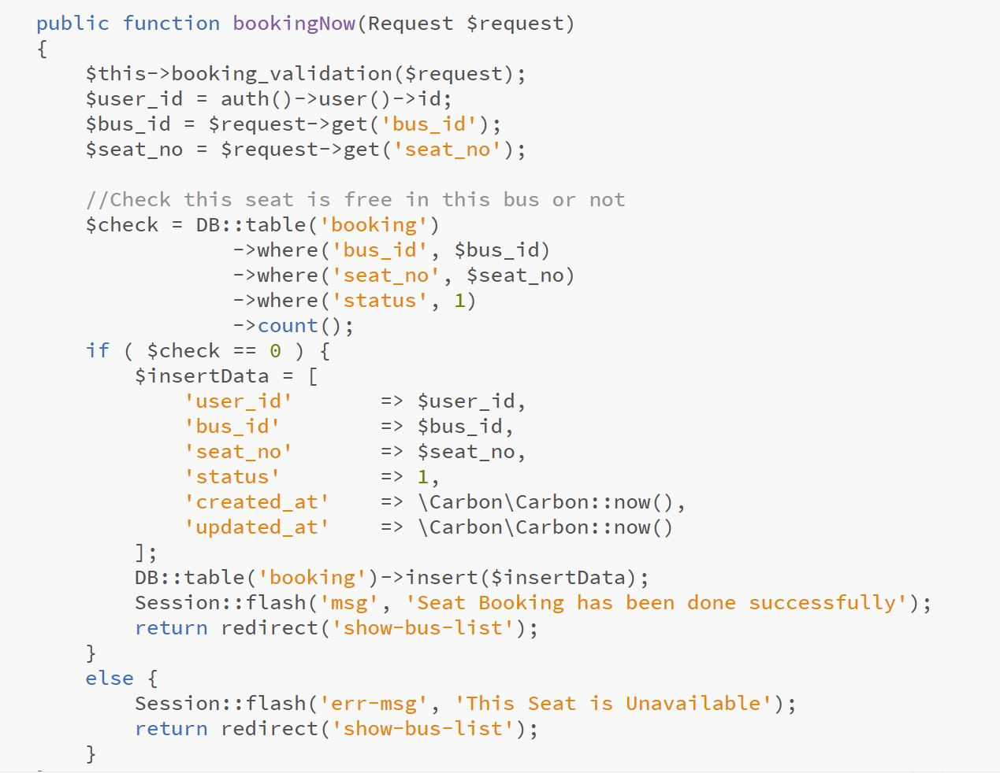 public function bookingNow(Request $request)
{
    $this->booking_validation($request);
    $user_id = auth()->user()->id;
    $bus_id = $request->get('bus_id');
    $seat_no = $request->get('seat_no');

    //Check this seat is free in this bus or not
    $check = DB::table('booking')
                ->where('bus_id', $bus_id)
                ->where('seat_no', $seat_no)
                ->where('status', 1)
                ->count();
    if ( $check == 0 ) {
        $insertData = [
            'user_id'       => $user_id,
            'bus_id'        => $bus_id,
            'seat_no'       => $seat_no,
            'status'        => 1,
            'created_at'    => \Carbon\Carbon::now(),
            'updated_at'    => \Carbon\Carbon::now()
        ];
        DB::table('booking')->insert($insertData);
        Session::flash('msg', 'Seat Booking has been done successfully');
        return redirect('show-bus-list');
    }
    else {
        Session::flash('err-msg', 'This Seat is Unavailable');
        return redirect('show-bus-list');
    }